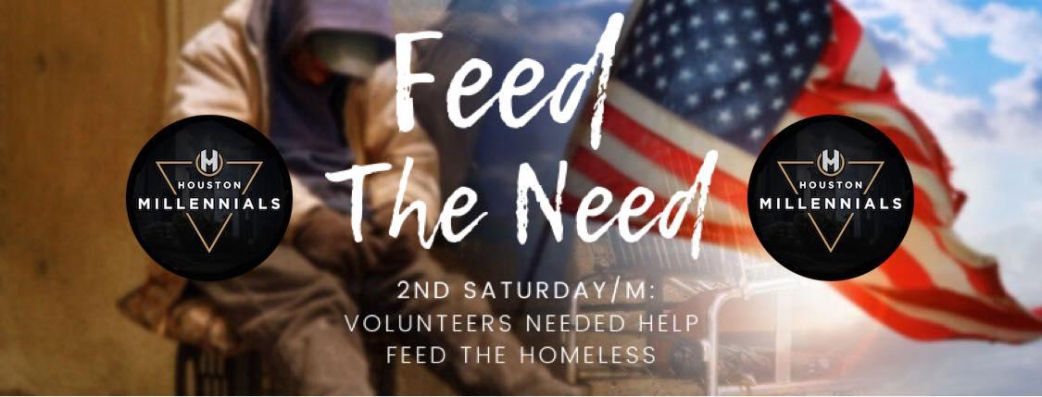 Feed
The Need
HOUSTON
MILLENNIALS
HOUSTON
MILLENNIALS
2ND SATURDAY/M:
VOLUNTEERS NEEDED HELP
FEED THE HOMELESS